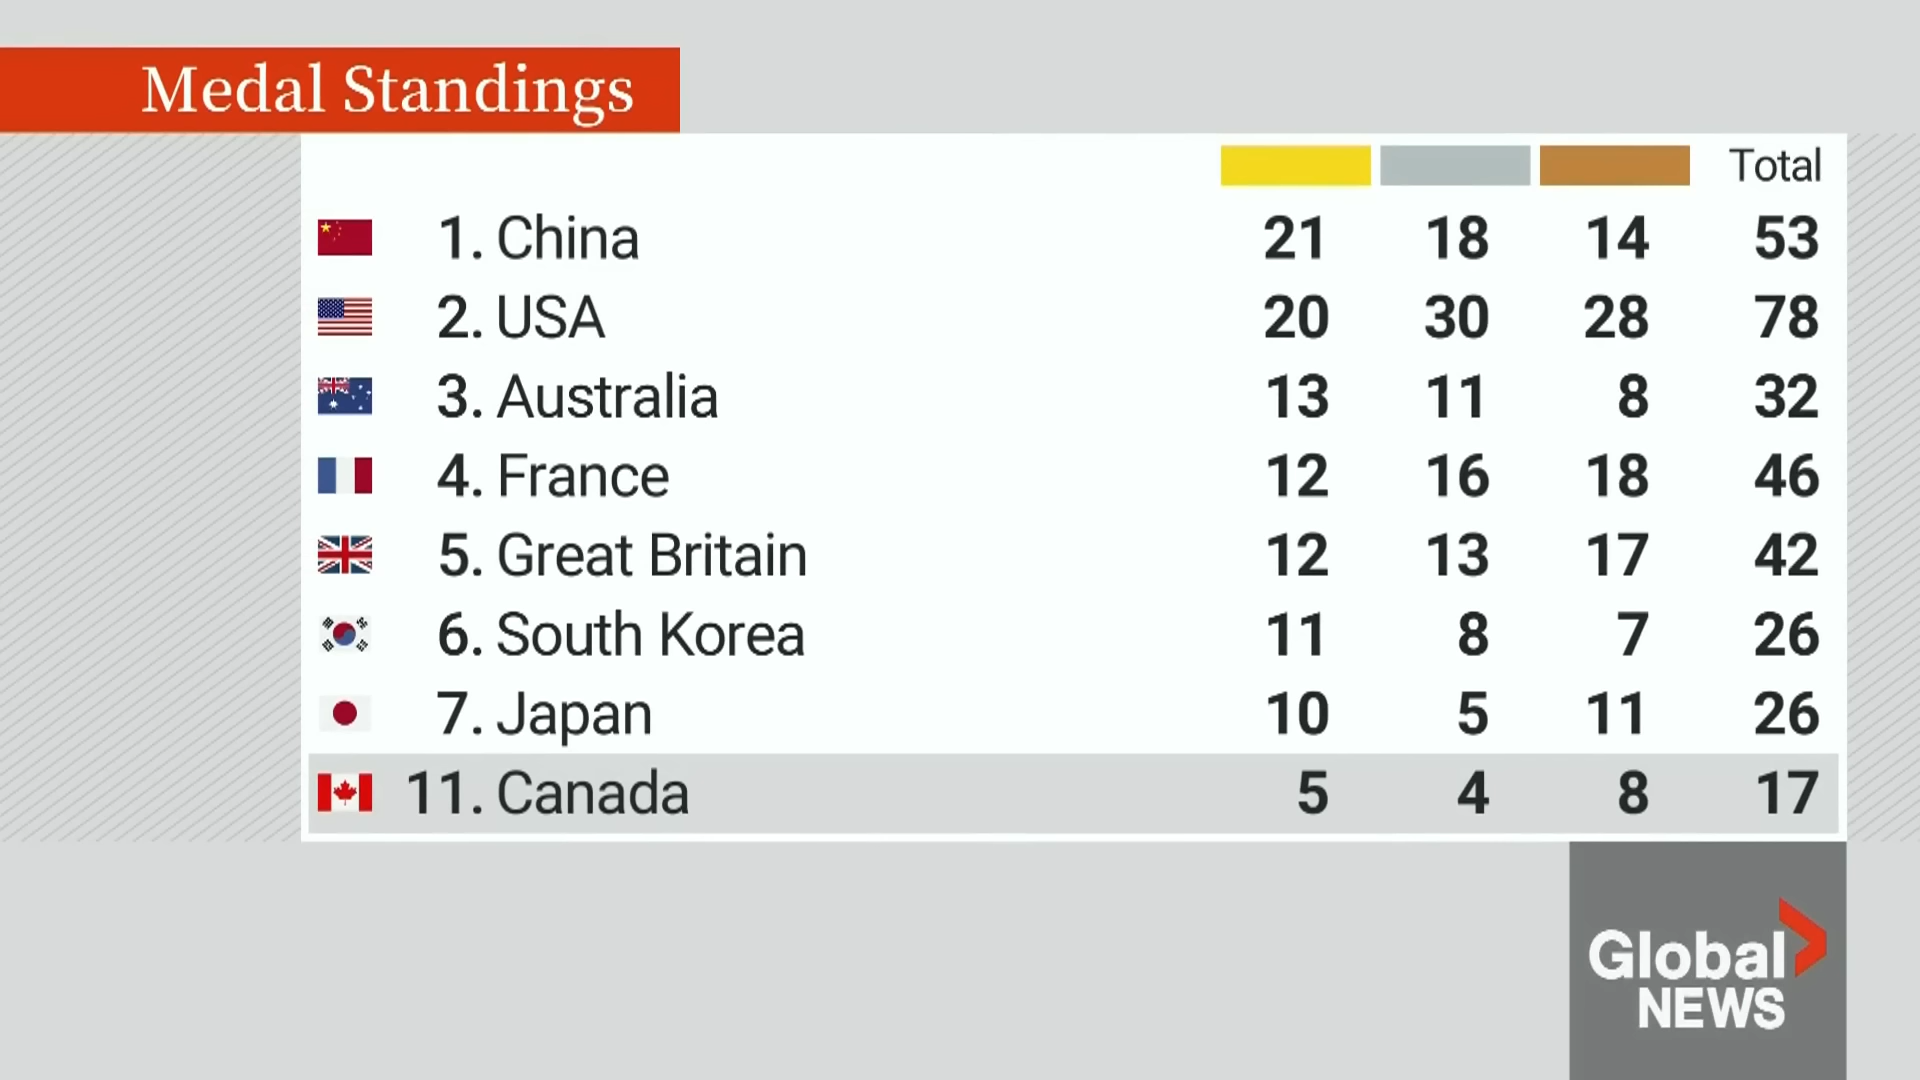 Medal Standings
Total
1. China 21 18 14 53
2. USA 20 30 28 78
3. Australia 13 11 8 32
4. France 12 16 18 46
5. Great Britain 12 13 17 42
6. South Korea 11 8 7 26
7. Japan 10 5 11 26
11. Canada 5 4 8 17
Global
NEWS